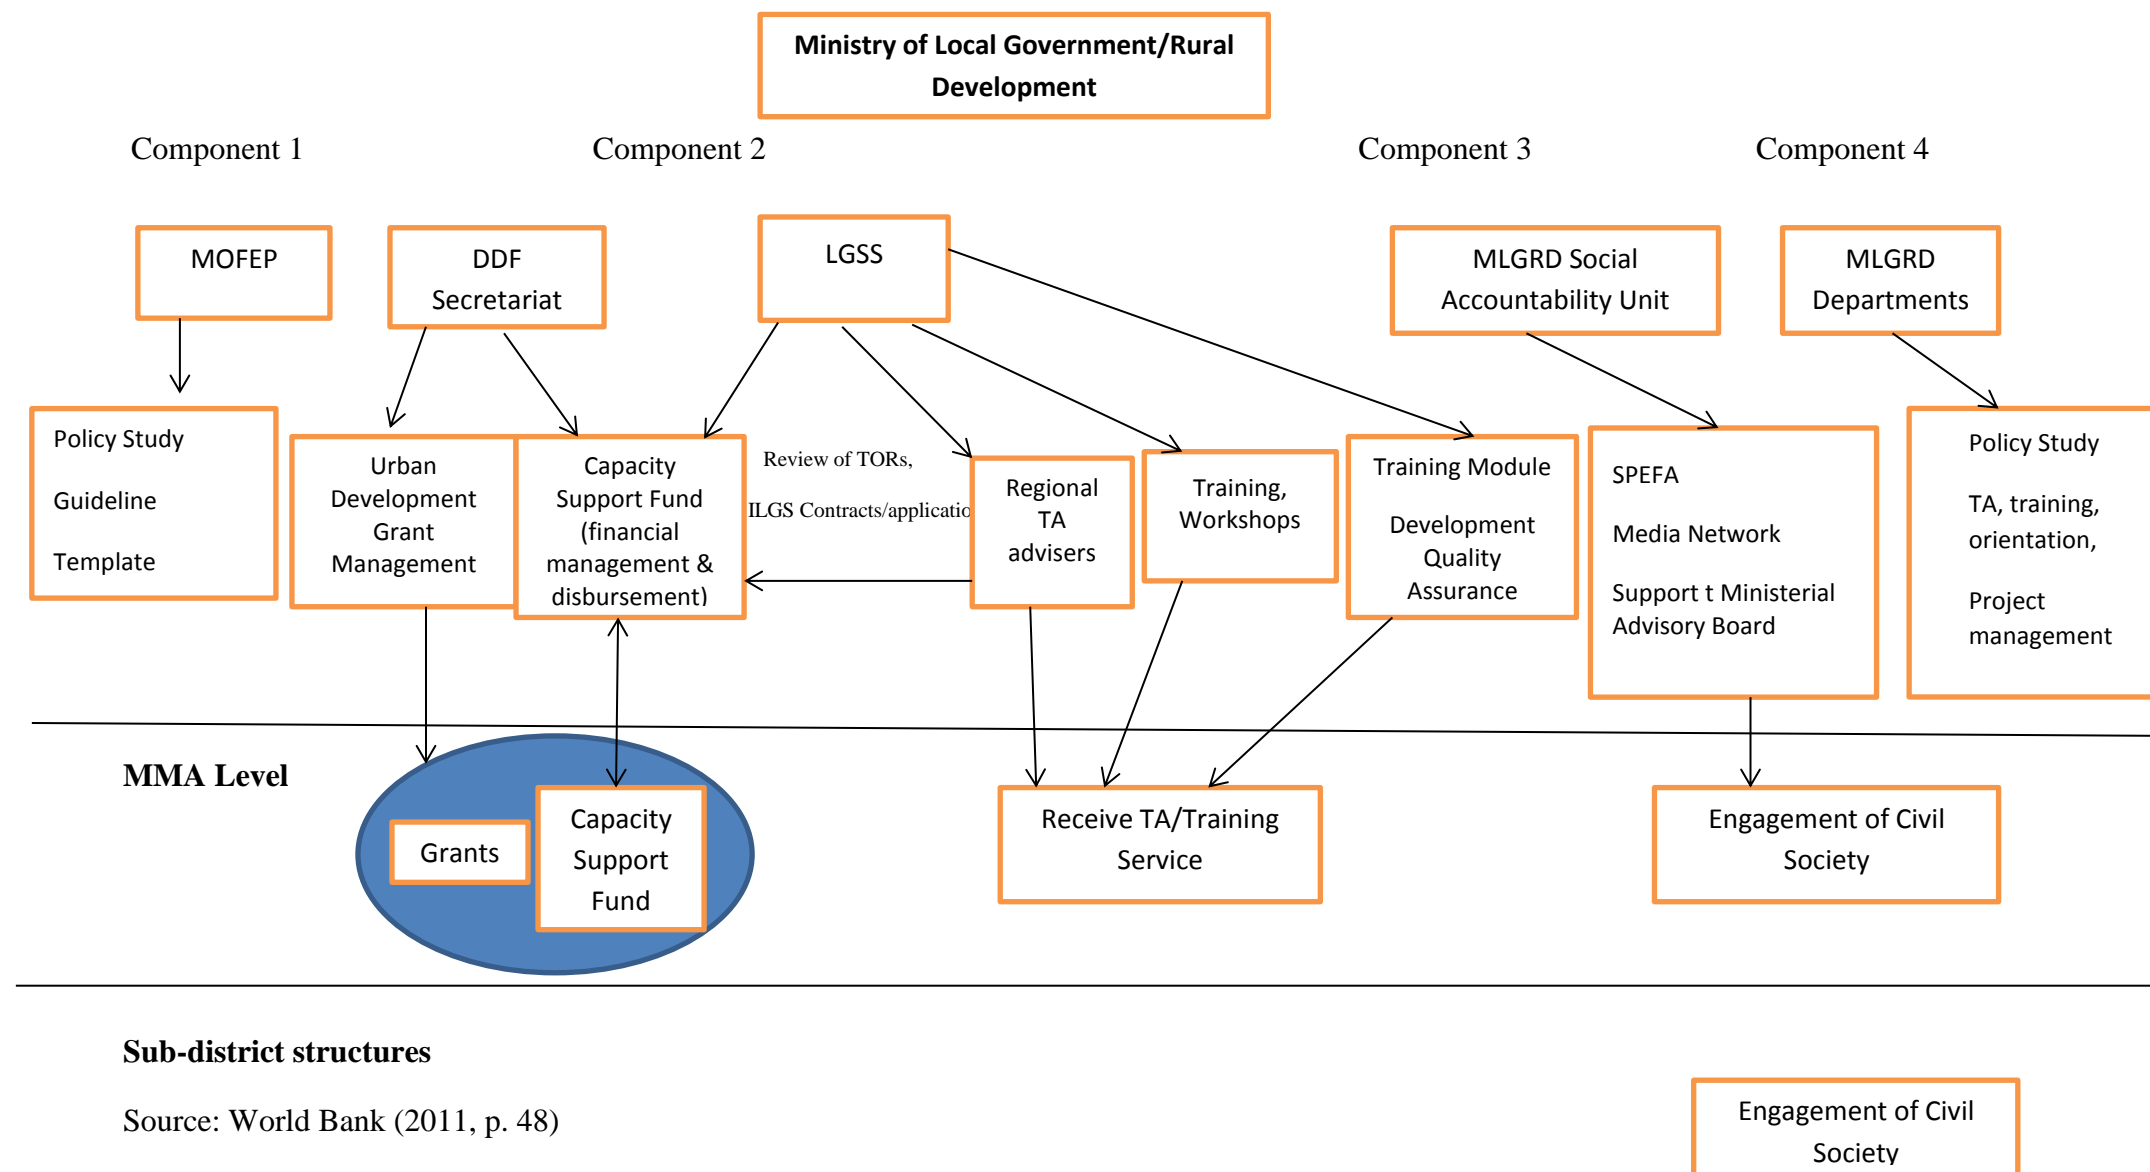 Ministry of Local Government/Rural
Development
Component 1
Component 2
Component 3
Component 4
MOFEP
DDF
Secretariat
LGSS
MLGRD Social
Accountability Unit
MLGRD
Departments
Policy Study
Guideline
Template
Urban
Development
Grant
Management
Capacity
Support Fund
(financial
management &
disbursement)
Review of TORs,
ILGS Contracts/applicatio
Regional
TA
advisers
Training,
Workshops
Training Module
Development
Quality
Assurance
SPEFA
Media Network
Support t Ministerial
Advisory Board
Policy Study
TA, training,
orientation,
Project
management
MMA Level
Grants
Capacity
Support
Fund
Receive TA/Training
Service
Engagement of Civil
Society
Sub-district structures
Source: World Bank (2011, p. 48)
Engagement of Civil
Society